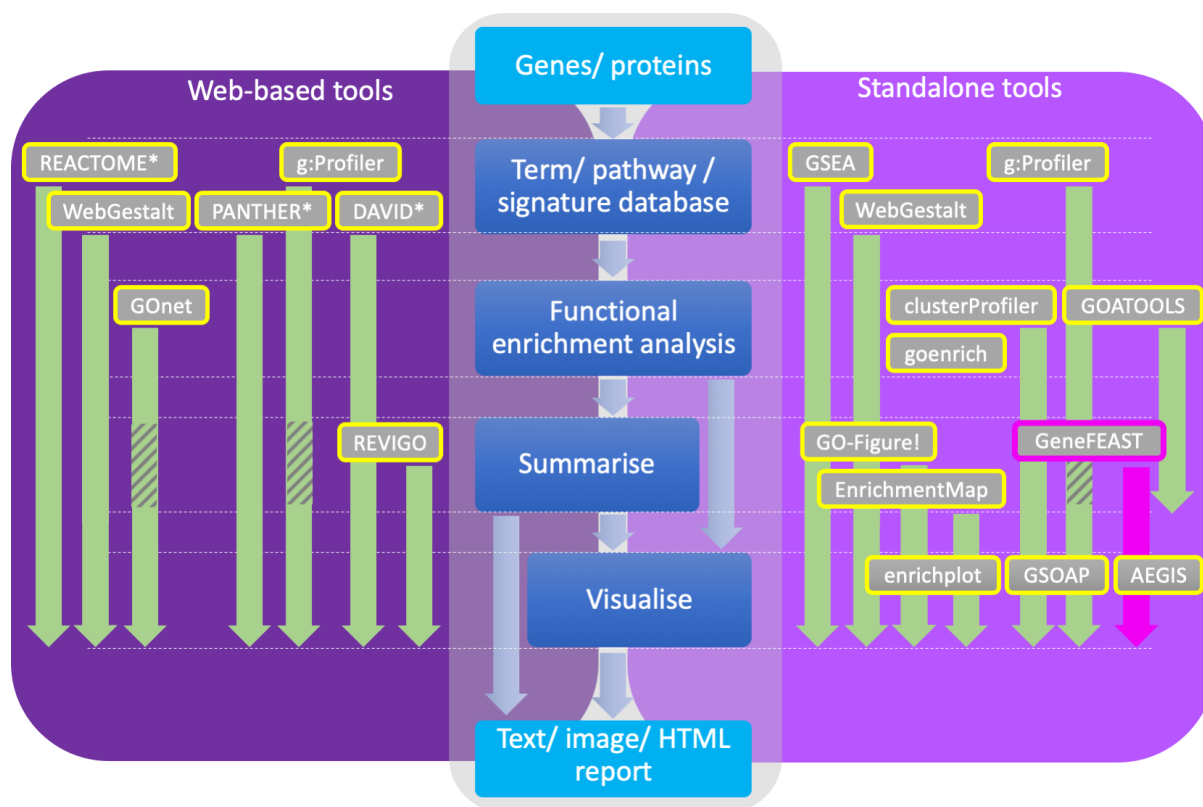 Genes/ proteins
Web-based tools
Standalone tools
REACTOME*
g:Profiler
WebGestalt
PANTHER*
DAVID*
Term/ pathway /
signature database
GSEA
g:Profiler
WebGestalt
GOnet
Functional
enrichment analysis
clusterProfiler
GOATOOLS
goenrich
REVIGO
Summarise
GO-Figure!
GeneFEAST
EnrichmentMap
Visualise
enrichplot
GSOAP
AEGIS
Text/ image/ HTML
report